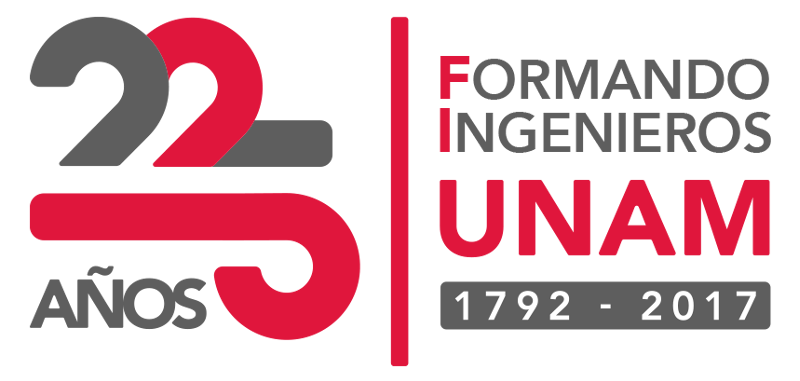 225
AÑOS
FORMANDO
INGENIEROS
UNAM
1792 - 2017